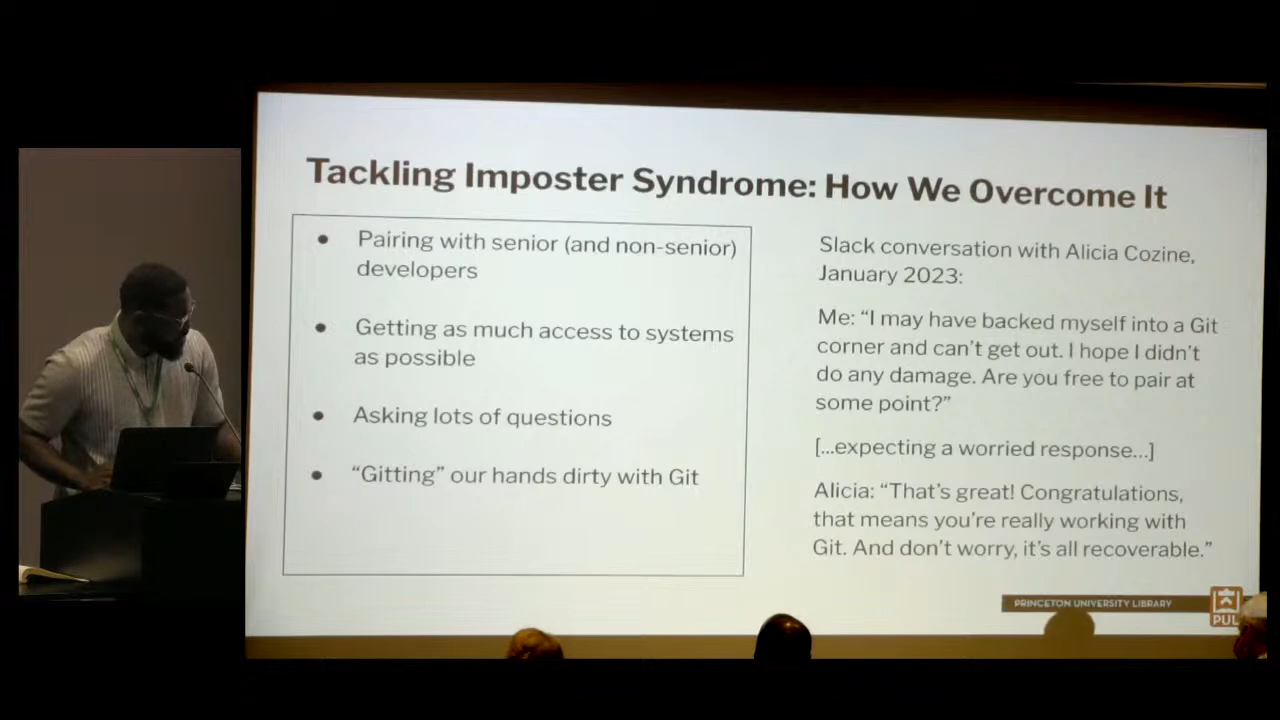 Tackling Imposter Syndrome: How We Overcome It
• Pairing with senior (and non-senior)
developers
• Getting as much access to systems
as possible
• Asking lots of questions
• “Gitting” our hands dirty with Git
Slack conversation with Alicia Cozine,
January 2023:
Me: “I may have backed myself into a Git
corner and can’t get out. I hope I didn’t
do any damage. Are you free to pair at
some point?”
[...expecting a worried response...]
Alicia: “That’s great! Congratulations,
that means you’re really working with
Git. And don’t worry, it’s all recoverable.”
PRINCETON UNIVERSITY LIBRARY
PUL